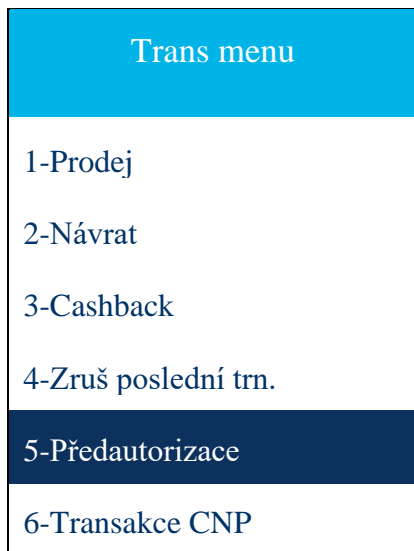 Trans menu
1-Prodej
2-Návrat
3-Cashback
4-Zruš poslední trn.
5-Předautorizace
6-Transakce CNP